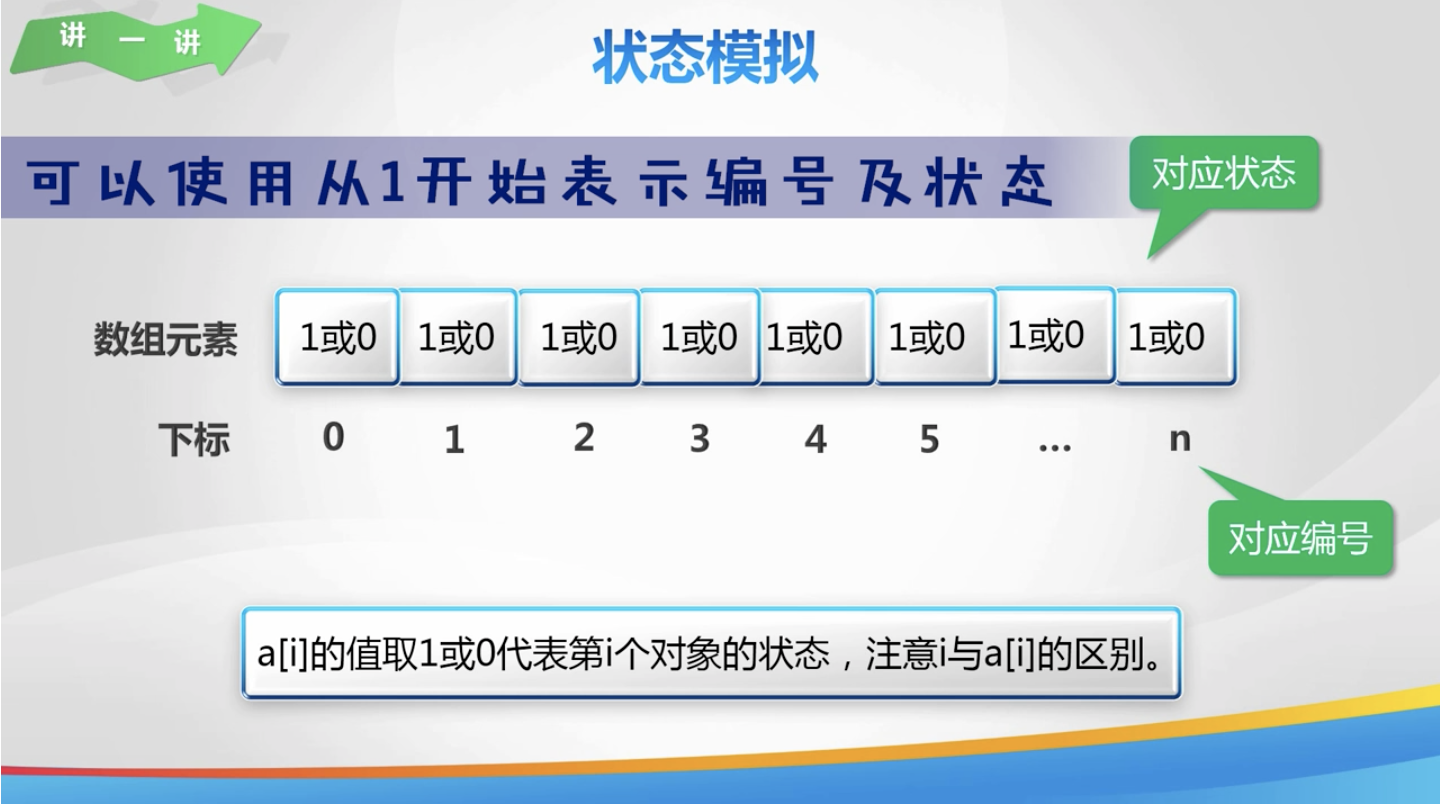 讲一讲
状态模拟
可以使用从1开始表示编号及状态
对应状态
数组元素 1或0 1或0 1或0 1或0 1或0 1或0 1或0 1或0
下标 0 1 2 3 4 5 ... n
对应编号
a[i]的值取1或0代表第i个对象的状态，注意i与a[i]的区别。